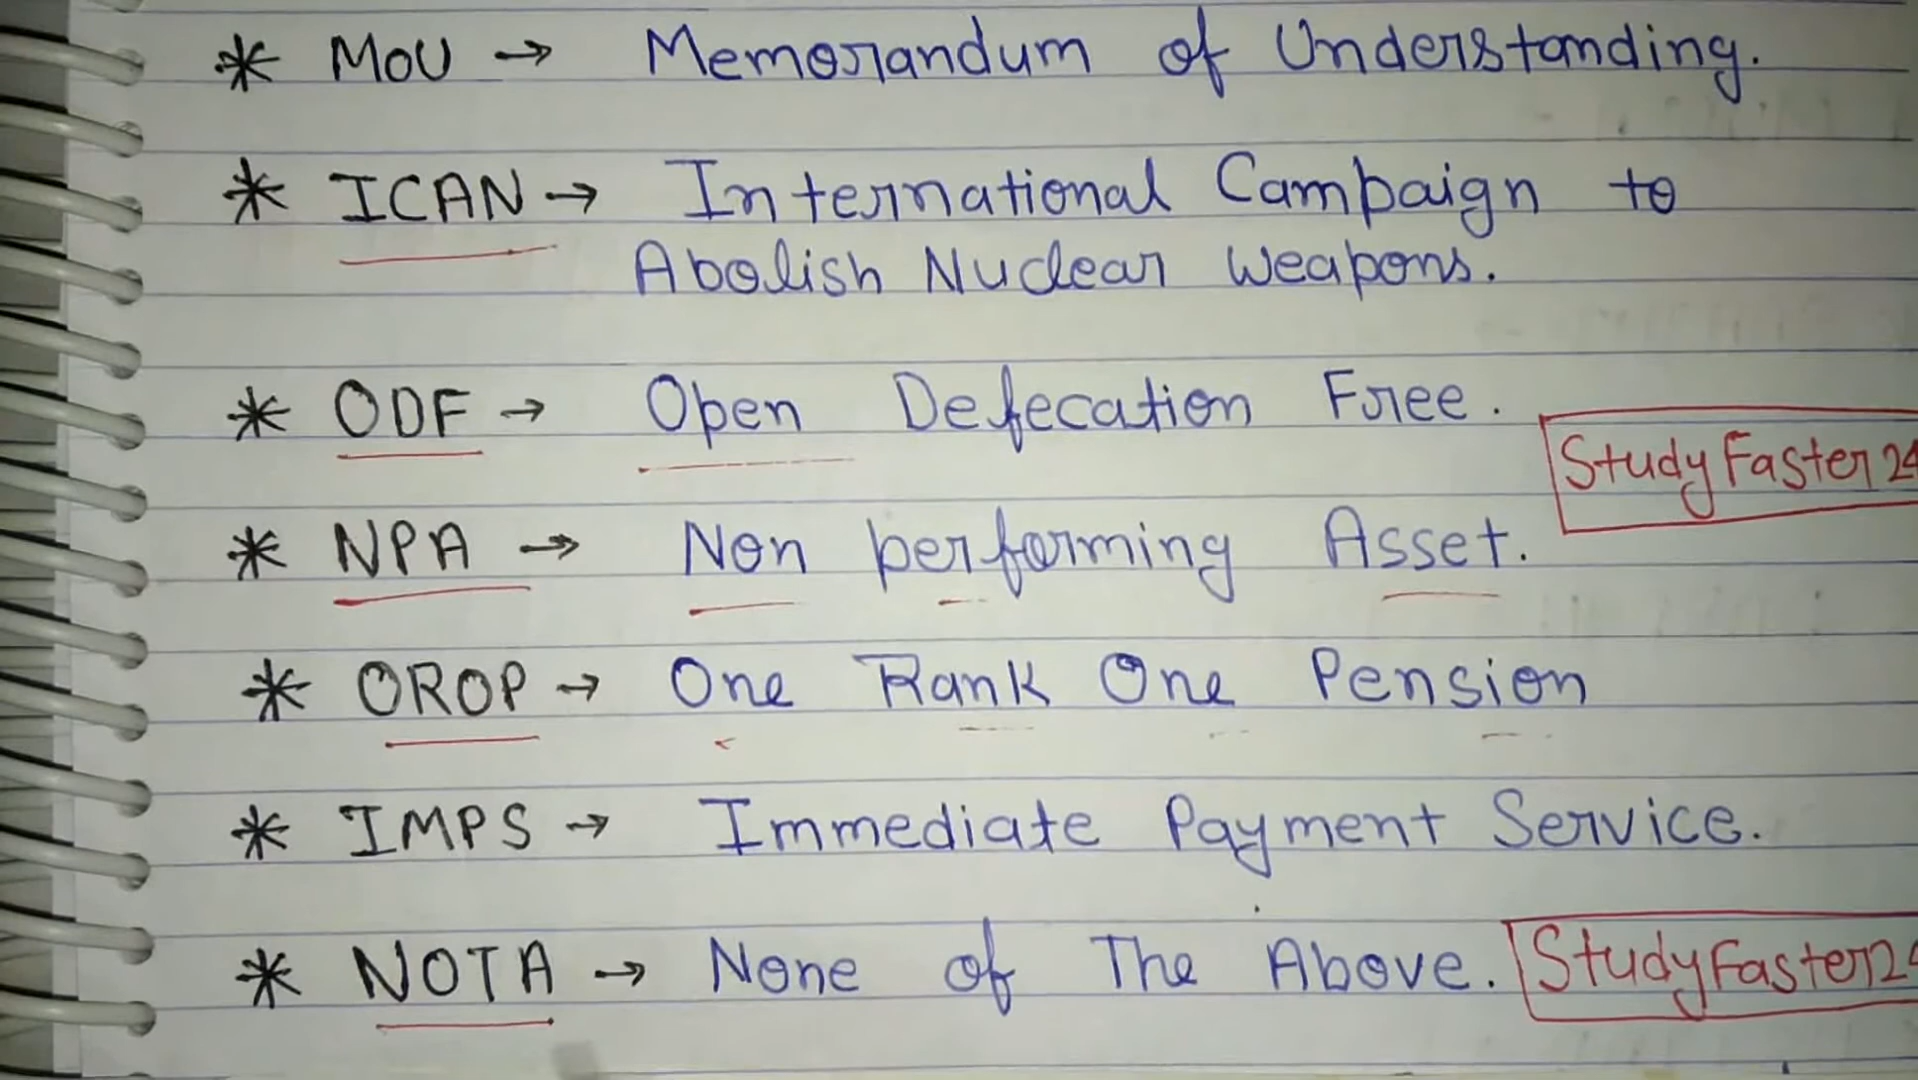 * MoU → Memorandum of Understanding.
* ICAN → International Campaign to
Abolish Nuclear Weapons.
* ODF → Open Defecation Free.
StudyFaster24
* NPA → Non performing Asset.
* OROP → One Rank One Pension
* IMPS → Immediate Payment Service.
* NOTA → None of The Above.
StudyFaster24